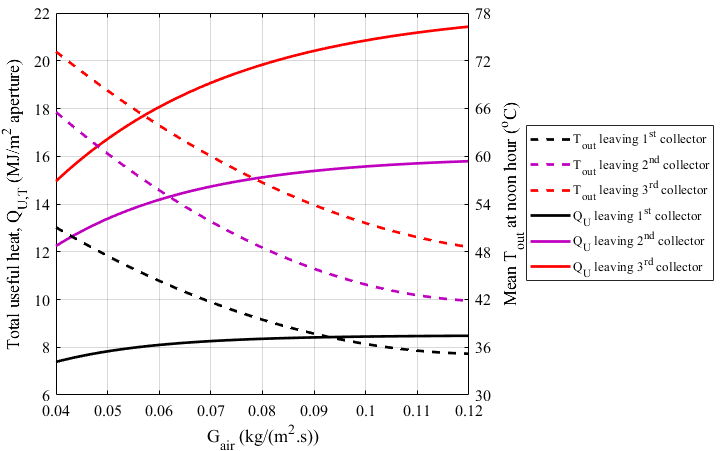 22
20
18
16
14
12
10
8
6
Total useful heat, Q_U,T (MJ/m² aperture)
78
72
66
60
54
48
42
36
30
Mean T_out at noon hour (°C)
0.04 0.05 0.06 0.07 0.08 0.09 0.1 0.11 0.12
G_air (kg/(m².s))
T_out leaving 1st collector
T_out leaving 2nd collector
T_out leaving 3rd collector
Q_U leaving 1st collector
Q_U leaving 2nd collector
Q_U leaving 3rd collector